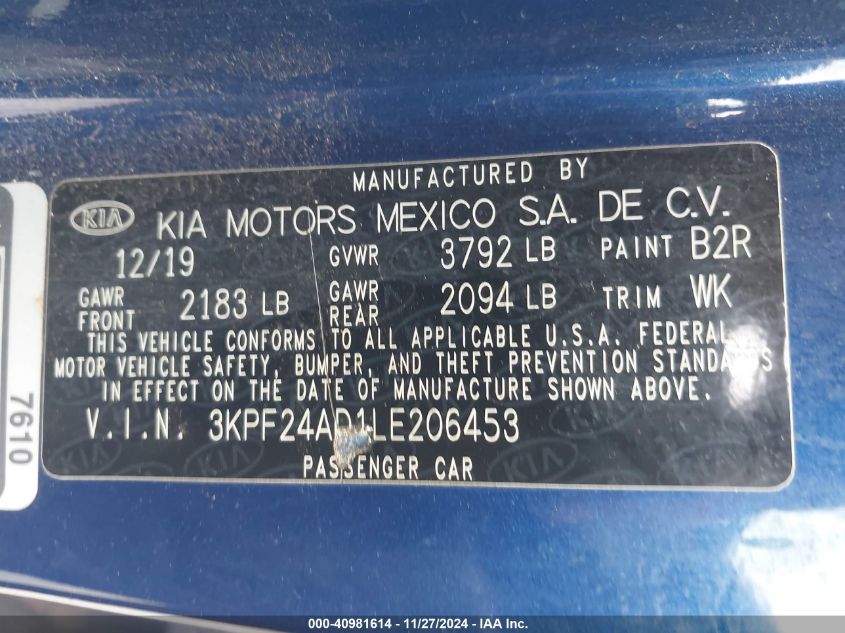 MANUFACTURED BY
KIA KIA MOTORS MEXICO S.A. DE C.V.
12/19 GVWR 3792 LB PAINT B2R
GAWR FRONT 2183 LB GAWR REAR 2094 LB TRIM WK
THIS VEHICLE CONFORMS TO ALL APPLICABLE U.S.A. FEDERAL
MOTOR VEHICLE SAFETY, BUMPER, AND THEFT PREVENTION STANDARDS
IN EFFECT ON THE DATE OF MANUFACTURE SHOWN ABOVE.
V.I.N. 3KPF24AD1LE206453
PASSENGER CAR
7610
000-40981614 - 11/27/2024 - IAA Inc.